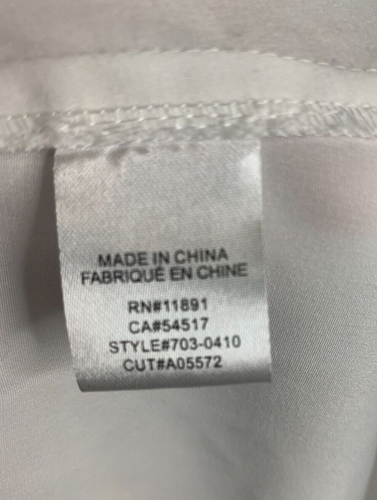 MADE IN CHINA
FABRIQUÉ EN CHINE
RN#11891
CA#54517
STYLE#703-0410
CUT#A05572